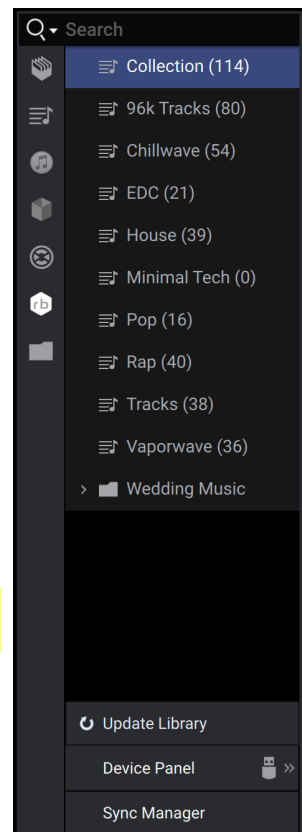 Search
Collection (114)
96k Tracks (80)
Chillwave (54)
EDC (21)
House (39)
rb
Minimal Tech (0)
Pop (16)
Rap (40)
Tracks (38)
Vaporwave (36)
Wedding Music
Update Library
Device Panel
Sync Manager